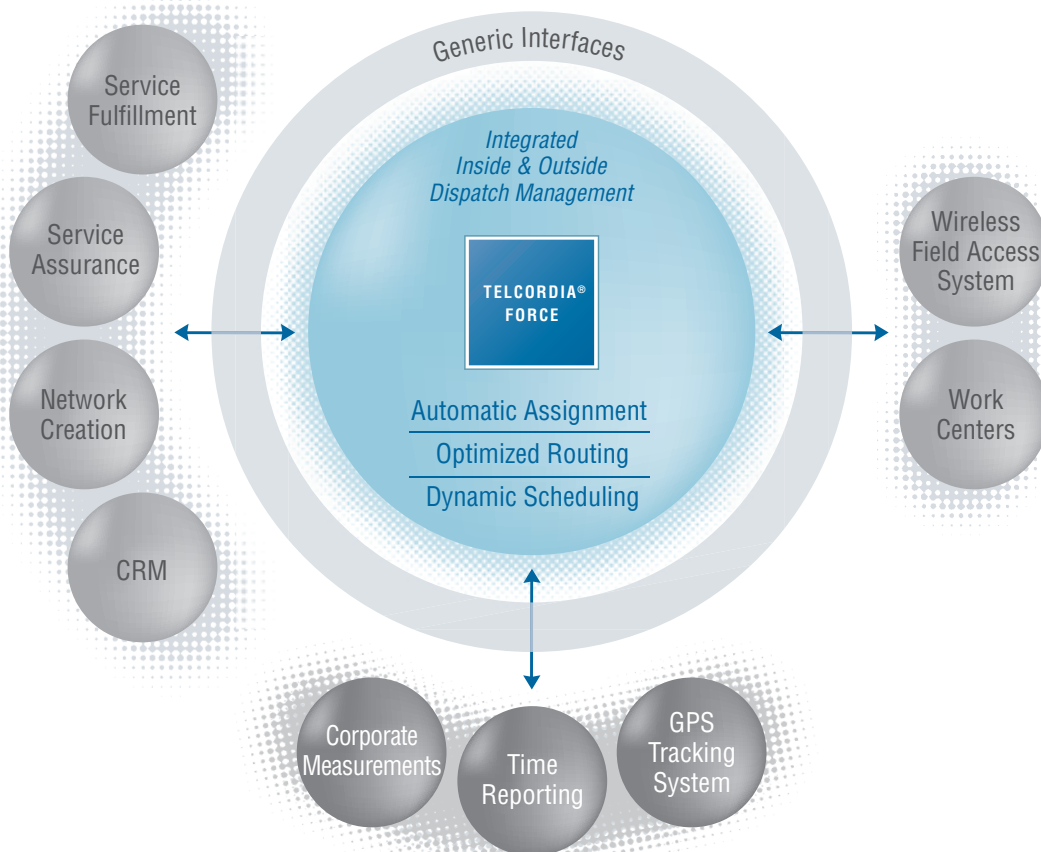 Generic Interfaces
Integrated
Inside & Outside
Dispatch Management
TELCORDIA®
FORCE
Automatic Assignment
Optimized Routing
Dynamic Scheduling
Service
Fulfillment
Service
Assurance
Network
Creation
CRM
Wireless
Field Access
System
Work
Centers
Corporate
Measurements
Time
Reporting
GPS
Tracking
System